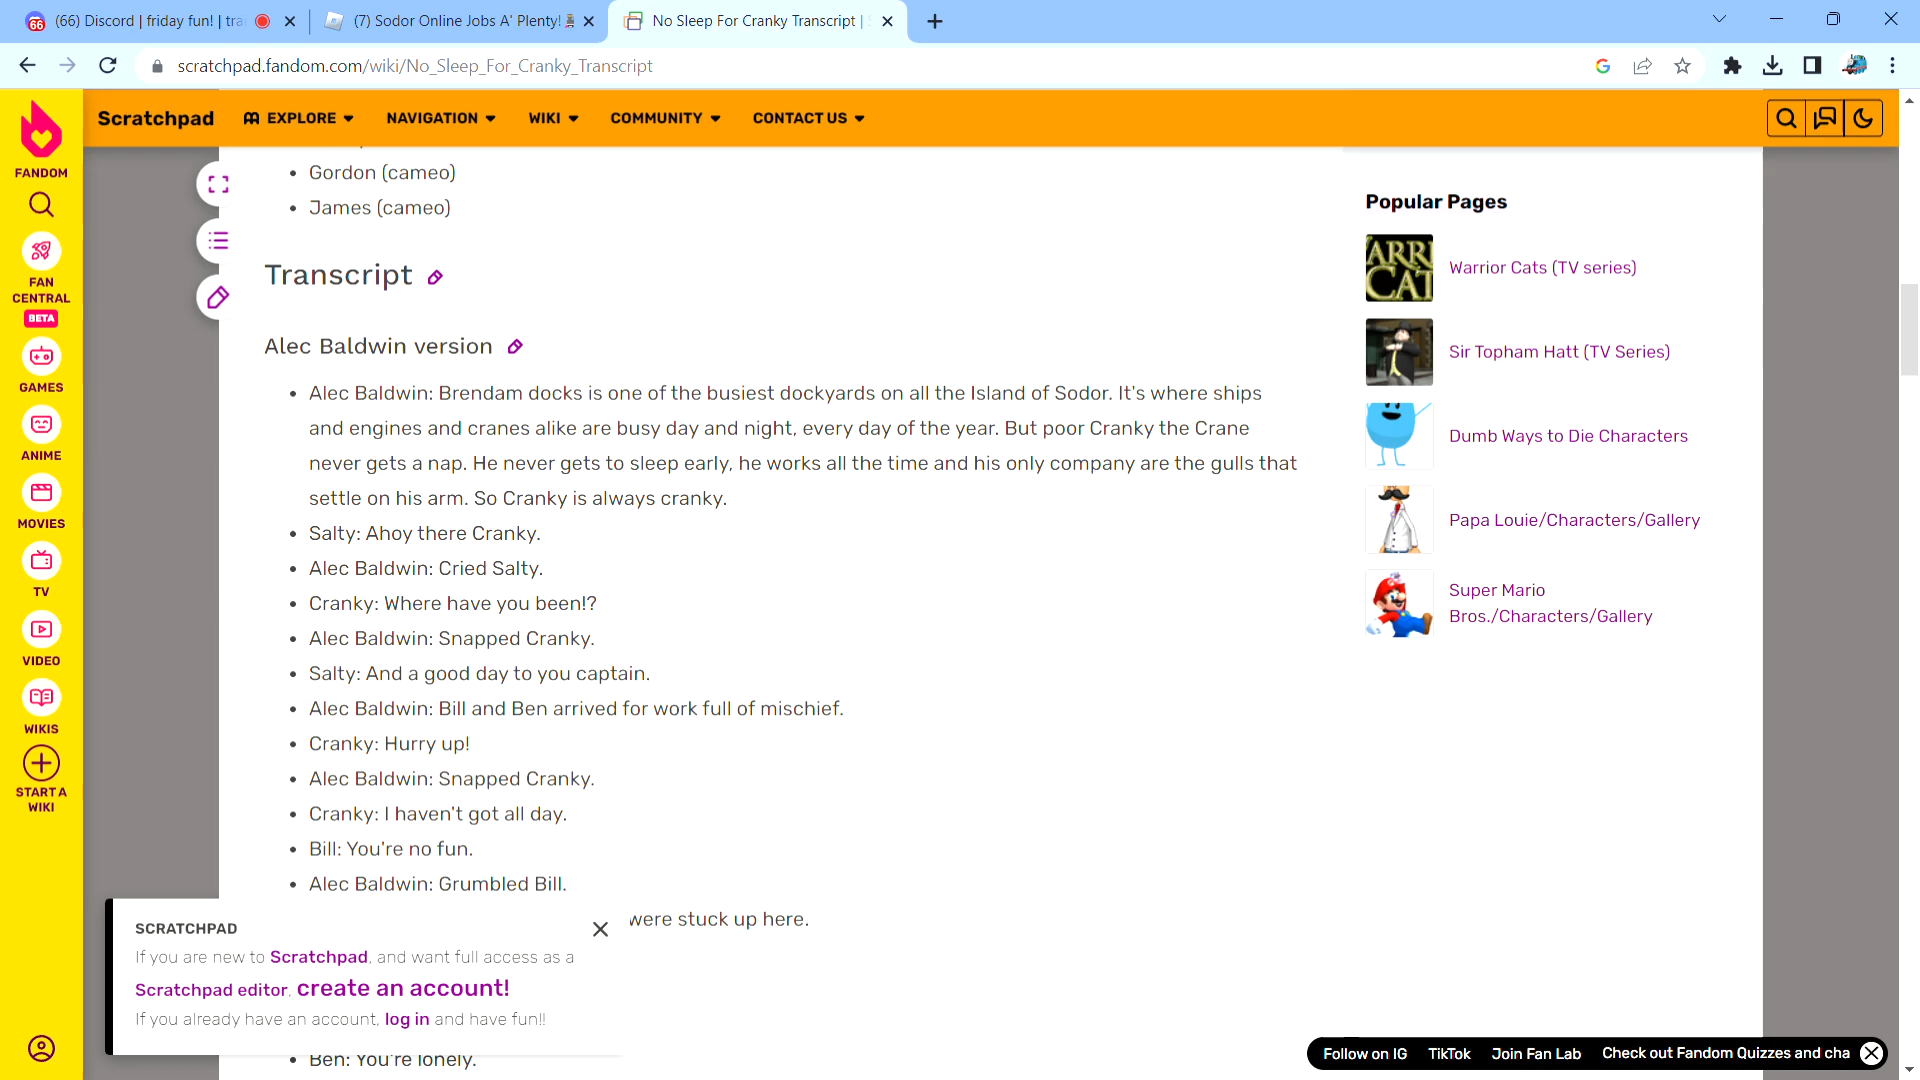 (66) Discord | friday fun! | tra
(7) Sodor Online Jobs A' Plenty!
No Sleep For Cranky Transcript |
scratchpad.fandom.com/wiki/No_Sleep_For_Cranky_Transcript
Scratchpad
EXPLORE
NAVIGATION
WIKI
COMMUNITY
CONTACT US
FANDOM
FAN
CENTRAL
BETA
GAMES
ANIME
MOVIES
TV
VIDEO
WIKIS
START A
WIKI
Gordon (cameo)
James (cameo)
Transcript
Alec Baldwin version
Alec Baldwin: Brendam docks is one of the busiest dockyards on all the Island of Sodor. It's where ships
and engines and cranes alike are busy day and night, every day of the year. But poor Cranky the Crane
never gets a nap. He never gets to sleep early, he works all the time and his only company are the gulls that
settle on his arm. So Cranky is always cranky.
Salty: Ahoy there Cranky.
Alec Baldwin: Cried Salty.
Cranky: Where have you been!?
Alec Baldwin: Snapped Cranky.
Salty: And a good day to you captain.
Alec Baldwin: Bill and Ben arrived for work full of mischief.
Cranky: Hurry up!
Alec Baldwin: Snapped Cranky.
Cranky: I haven't got all day.
Bill: You're no fun.
Alec Baldwin: Grumbled Bill.
were stuck up here.
Ben: You're lonely.
SCRATCHPAD
If you are new to Scratchpad, and want full access as a
Scratchpad editor, create an account!
If you already have an account, log in and have fun!!
Popular Pages
WARRI
CAT
Warrior Cats (TV series)
Sir Topham Hatt (TV Series)
Dumb Ways to Die Characters
Papa Louie/Characters/Gallery
Super Mario
Bros./Characters/Gallery
Follow on IG
TikTok
Join Fan Lab
Check out Fandom Quizzes and cha